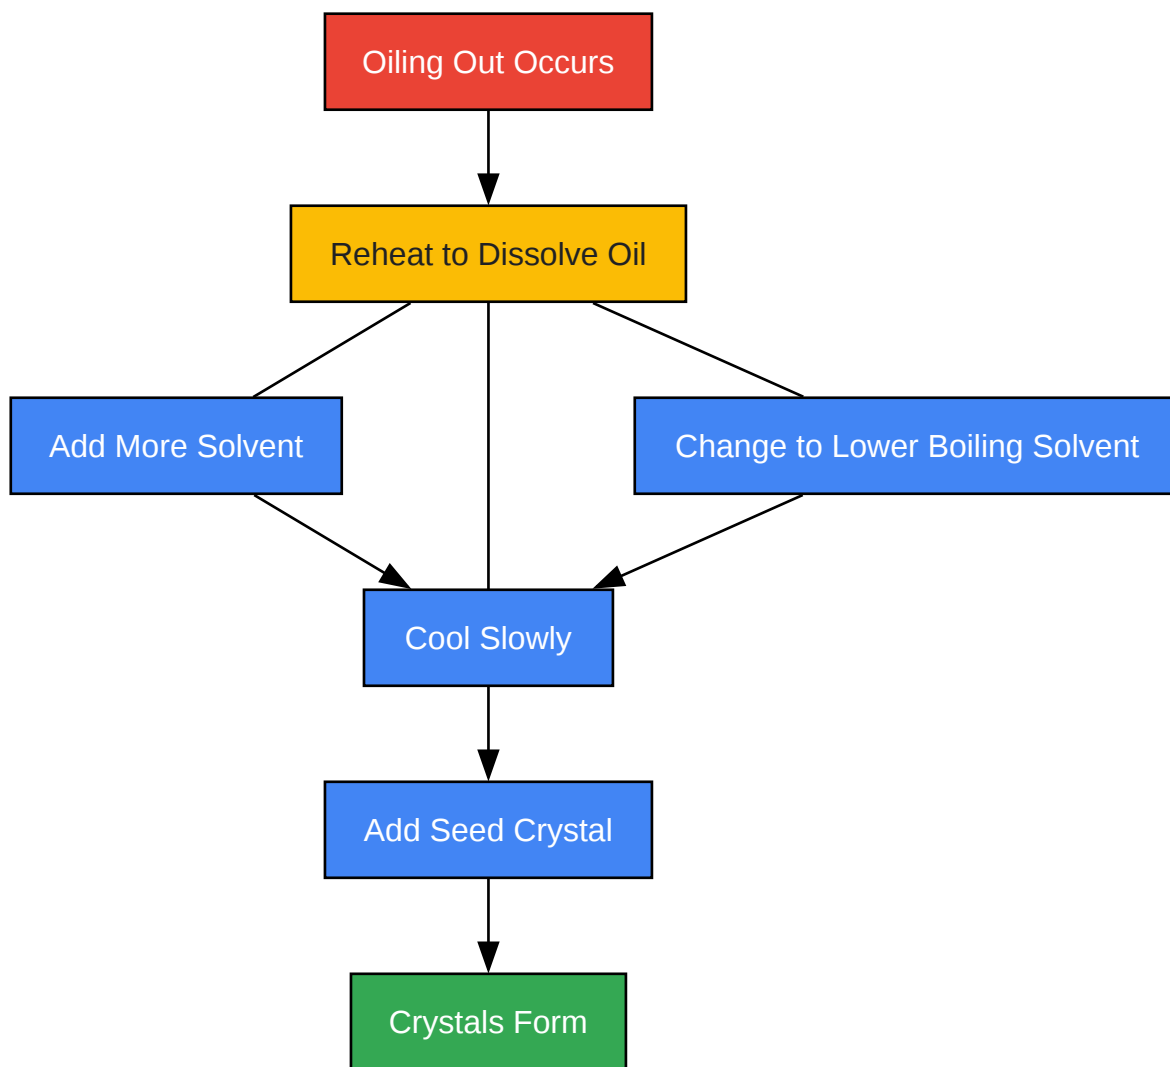 Oiling Out Occurs
Reheat to Dissolve Oil
Add More Solvent
Change to Lower Boiling Solvent
Cool Slowly
Add Seed Crystal
Crystals Form